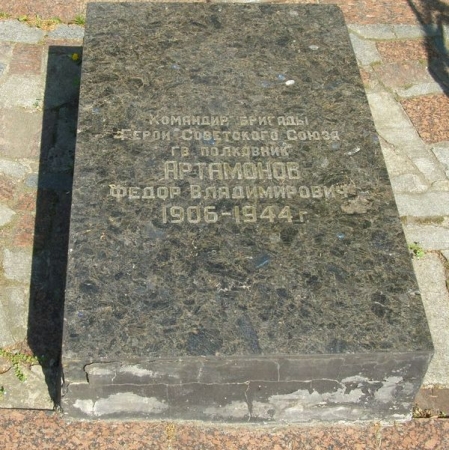 Командир бригады
Герой Советского Союза
гв полковник
Артамонов
Федор Владимирович
1906-1944 г